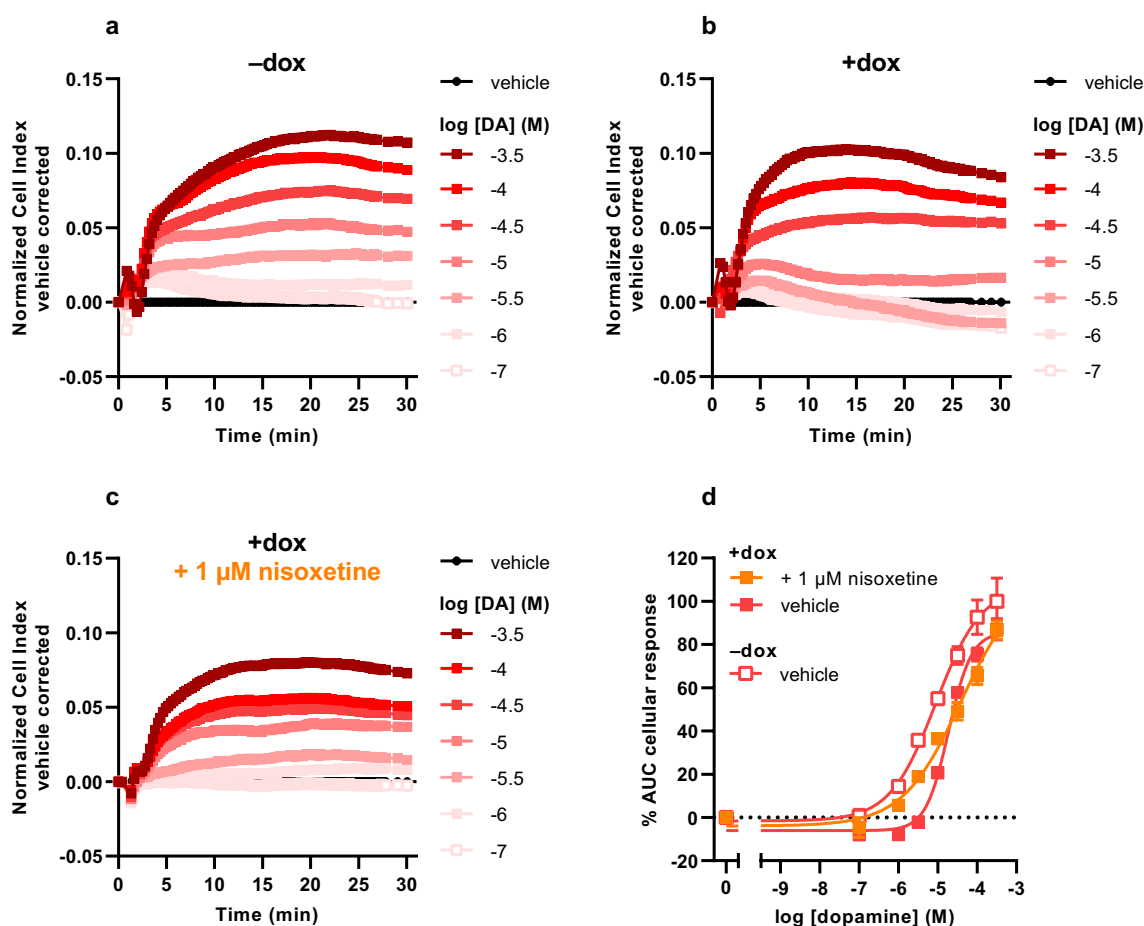 a
–dox
Normalized Cell Index
vehicle corrected
0.15
0.10
0.05
0.00
-0.05
0 5 10 15 20 25 30
Time (min)
vehicle
log [DA] (M)
-3.5
-4
-4.5
-5
-5.5
-6
-7
b
+dox
Normalized Cell Index
vehicle corrected
0.15
0.10
0.05
0.00
-0.05
0 5 10 15 20 25 30
Time (min)
vehicle
log [DA] (M)
-3.5
-4
-4.5
-5
-5.5
-6
-7
c
+dox
+ 1 µM nisoxetine
Normalized Cell Index
vehicle corrected
0.15
0.10
0.05
0.00
0.05
0 5 10 15 20 25 30
Time (min)
vehicle
log [DA] (M)
-3.5
-4
-4.5
-5
-5.5
-6
-7
d
% AUC cellular response
120
100
80
60
40
20
0
-20
+dox
+ 1 µM nisoxetine
vehicle
–dox
vehicle
0 -9 -8 -7 -6 -5 -4 -3
log [dopamine] (M)